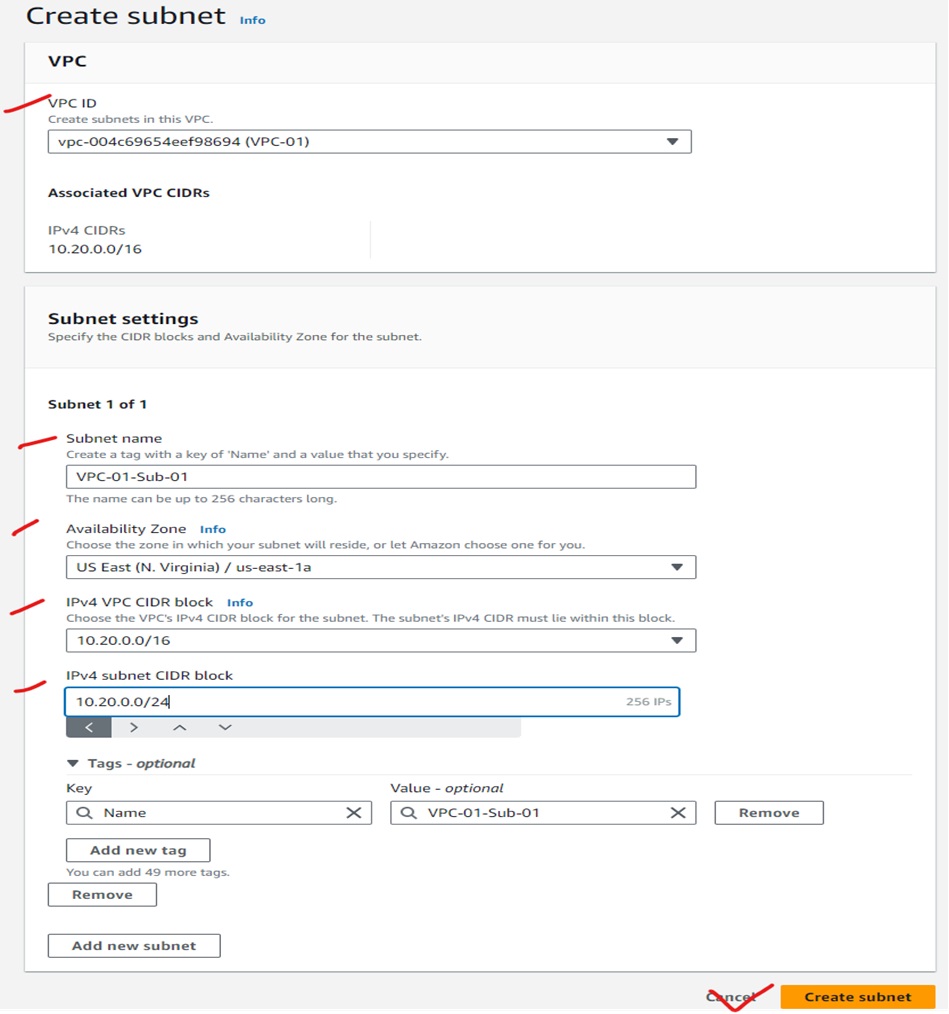 Create subnet Info
VPC
VPC ID
Create subnets in this VPC.
vpc-004c69654eef98694 (VPC-01)
Associated VPC CIDRs
IPv4 CIDRs
10.20.0.0/16
Subnet settings
Specify the CIDR blocks and Availability Zone for the subnet.
Subnet 1 of 1
Subnet name
Create a tag with a key of 'Name' and a value that you specify.
VPC-01-Sub-01
The name can be up to 256 characters long.
Availability Zone Info
Choose the zone in which your subnet will reside, or let Amazon choose one for you.
US East (N. Virginia) / us-east-1a
IPv4 VPC CIDR block Info
Choose the VPC's IPv4 CIDR block for the subnet. The subnet's IPv4 CIDR must lie within this block.
10.20.0.0/16
IPv4 subnet CIDR block
10.20.0.0/24 256 IPs
Tags - optional
Key Value - optional
Name VPC-01-Sub-01 Remove
Add new tag
You can add 49 more tags.
Remove
Add new subnet
Cancel Create subnet